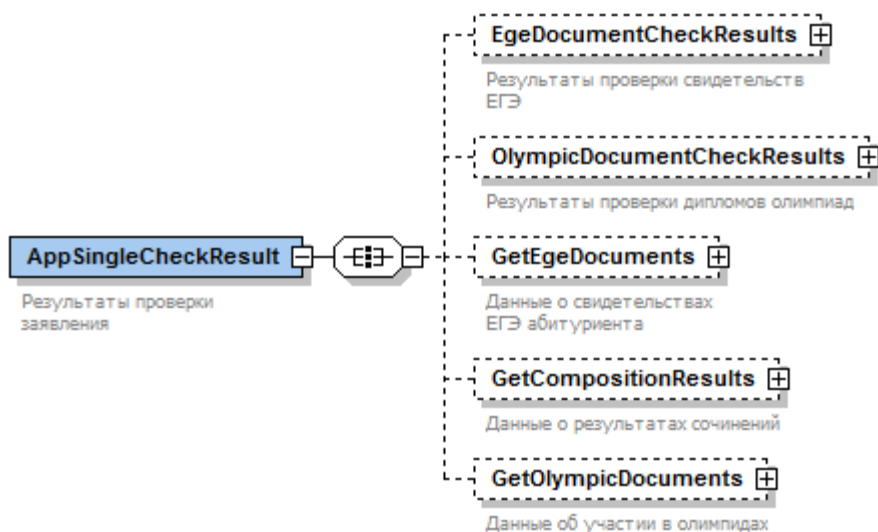 EgeDocumentCheckResults
Результаты проверки свидетельств
ЕГЭ
OlympicDocumentCheckResults
Результаты проверки дипломов олимпиад
AppSingleCheckResult
Результаты проверки
заявления
GetEgeDocuments
Данные о свидетельствах
ЕГЭ абитуриента
GetCompositionResults
Данные о результатах сочинений
GetOlympicDocuments
Данные об участии в олимпидах